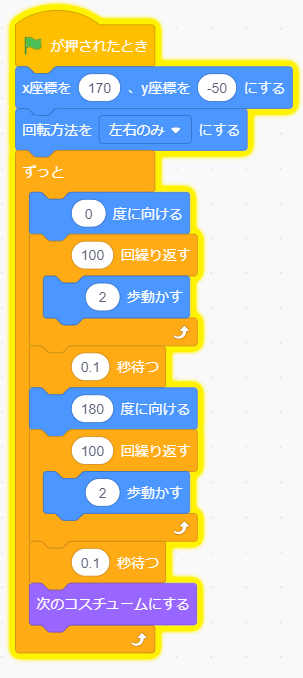 が押されたとき
x座標を 170 、y座標を -50 にする
回転方法を 左右のみ にする
ずっと
0 度に向ける
100 回繰り返す
2 歩動かす
0.1 秒待つ
180 度に向ける
100 回繰り返す
2 歩動かす
0.1 秒待つ
次のコスチュームにする